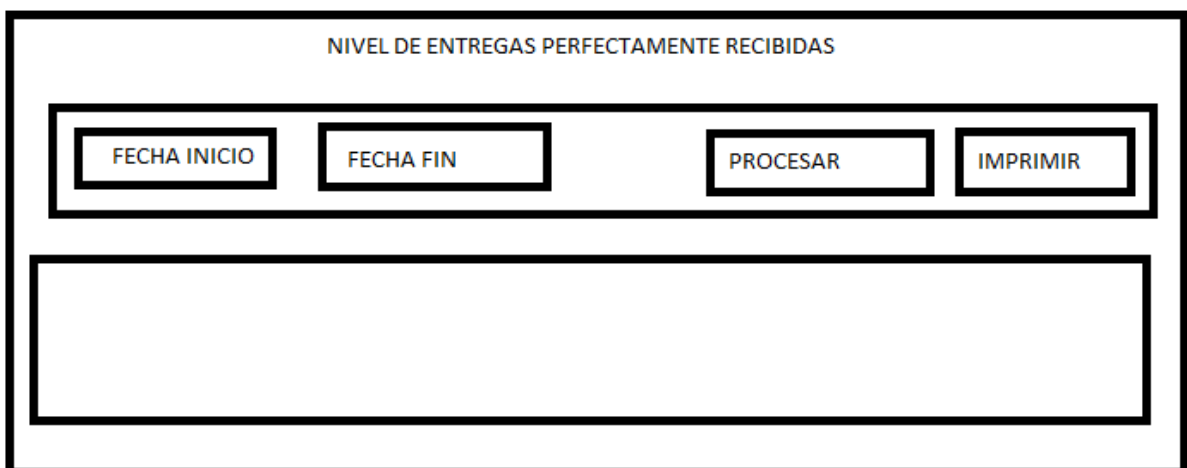 NIVEL DE ENTREGAS PERFECTAMENTE RECIBIDAS
FECHA INICIO
FECHA FIN
PROCESAR
IMPRIMIR